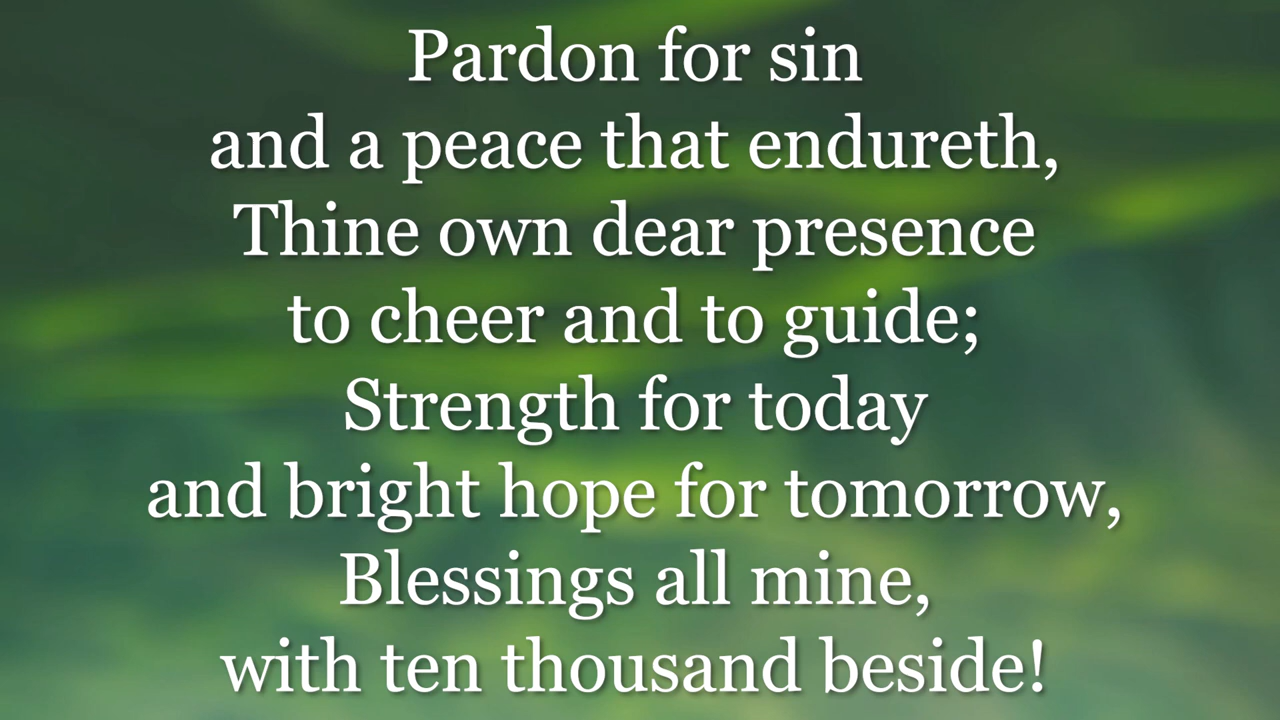 Pardon for sin
and a peace that endureth,
Thine own dear presence
to cheer and to guide;
Strength for today
and bright hope for tomorrow,
Blessings all mine,
with ten thousand beside!